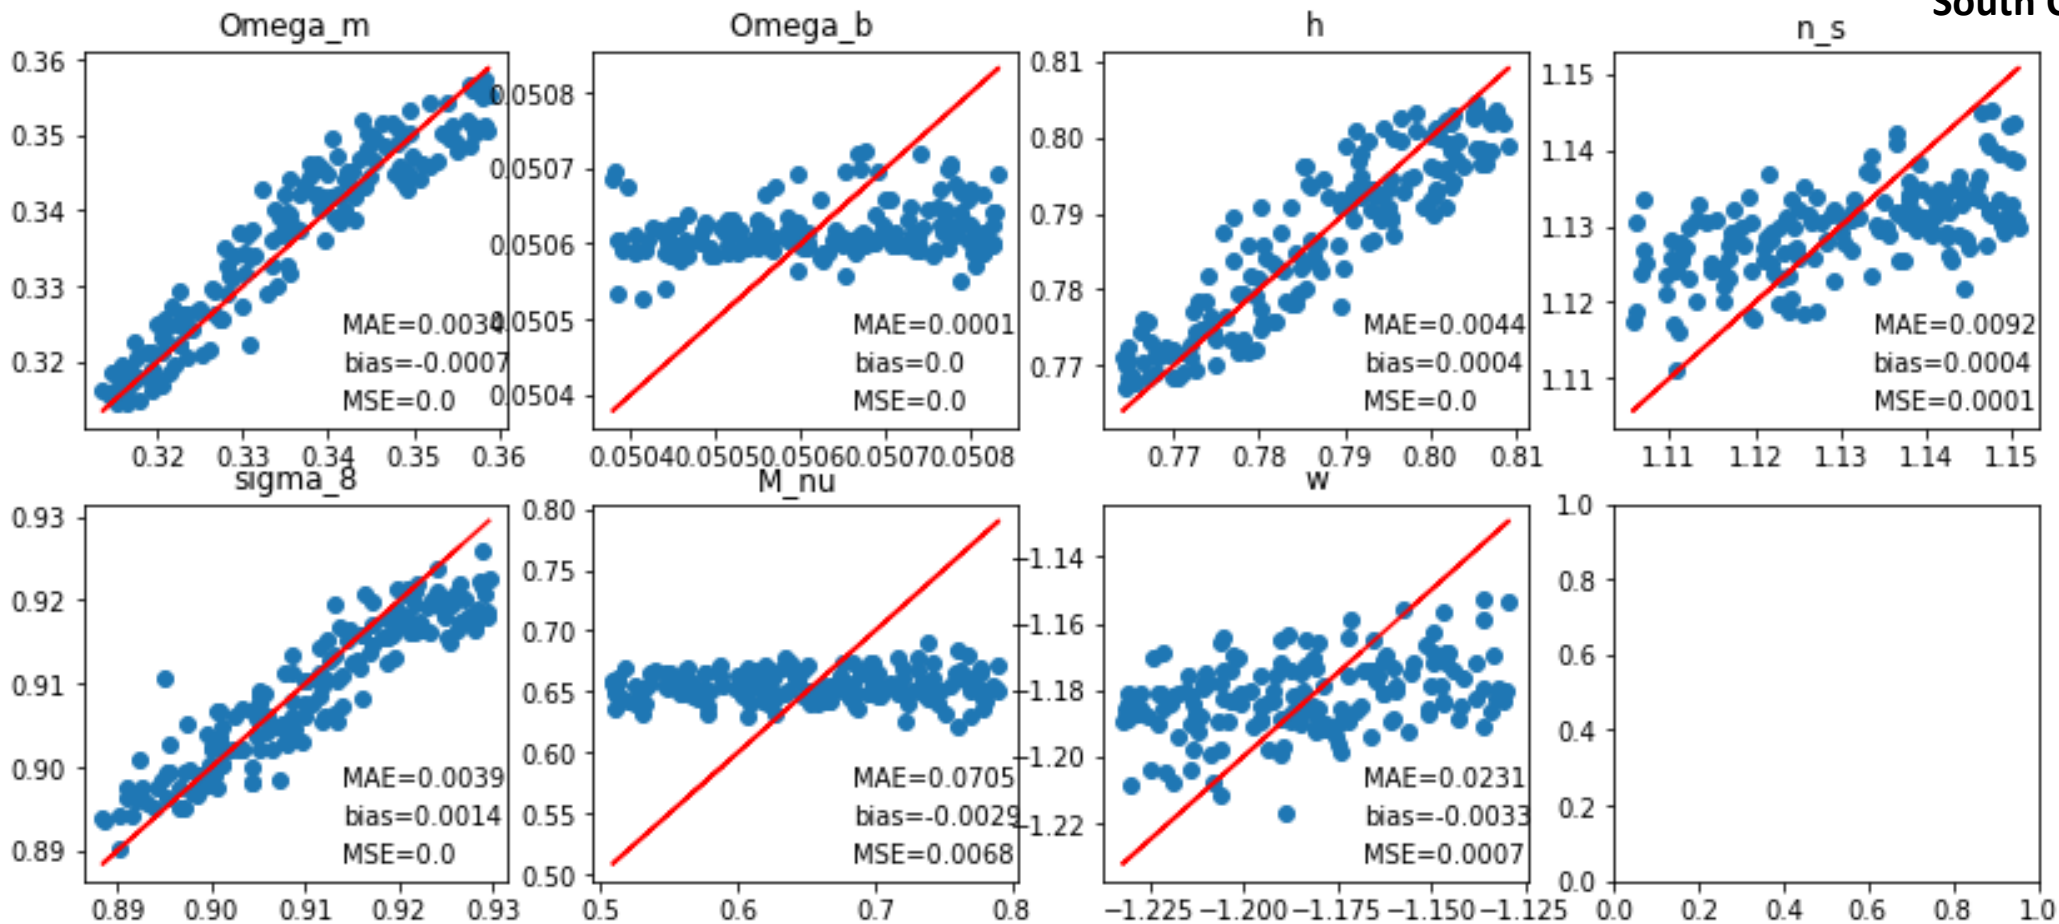 South
Omega_m
Omega_b
h
n_s
0.36
0.35
0.34
0.33
0.32
MAE=0.0034
bias=-0.0007
MSE=0.0
0.32 0.33 0.34 0.35 0.36
0.0508
0.0507
0.0506
0.0505
0.0504
MAE=0.0001
bias=0.0
MSE=0.0
0.0504 0.0505 0.0506 0.0507 0.0508
0.81
0.80
0.79
0.78
0.77
MAE=0.0044
bias=0.0004
MSE=0.0
0.77 0.78 0.79 0.80 0.81
1.15
1.14
1.13
1.12
1.11
MAE=0.0092
bias=0.0004
MSE=0.0001
1.11 1.12 1.13 1.14 1.15
sigma_8
M_nu
w
0.93
0.92
0.91
0.90
0.89
MAE=0.0039
bias=0.0014
MSE=0.0
0.89 0.90 0.91 0.92 0.93
0.80
0.75
0.70
0.65
0.60
0.55
0.50
MAE=0.0705
bias=-0.0029
MSE=0.0068
0.5 0.6 0.7 0.8
−1.14
−1.16
−1.18
−1.20
−1.22
MAE=0.0231
bias=-0.0033
MSE=0.0007
−1.225 −1.200 −1.175 −1.150 −1.125
1.0
0.8
0.6
0.4
0.2
0.0
0.0 0.2 0.4 0.6 0.8 1.0